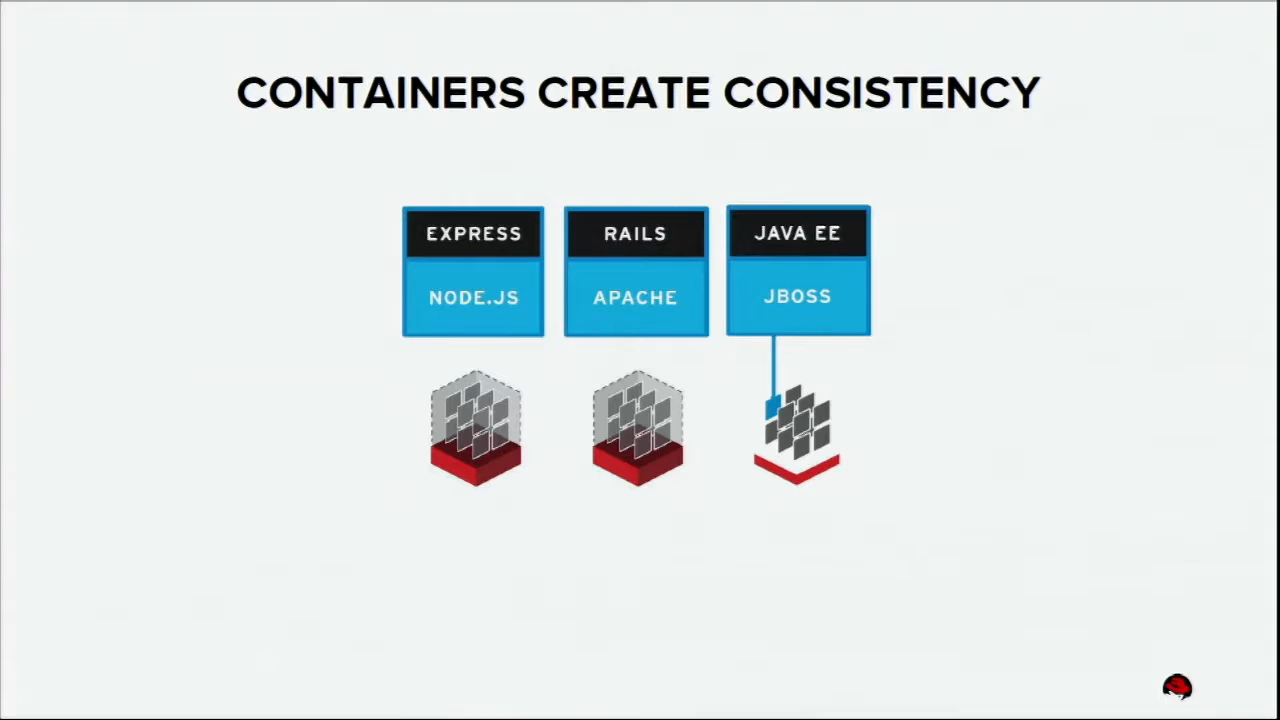 CONTAINERS CREATE CONSISTENCY
EXPRESS
NODE.JS
RAILS
APACHE
JAVA EE
JBOSS